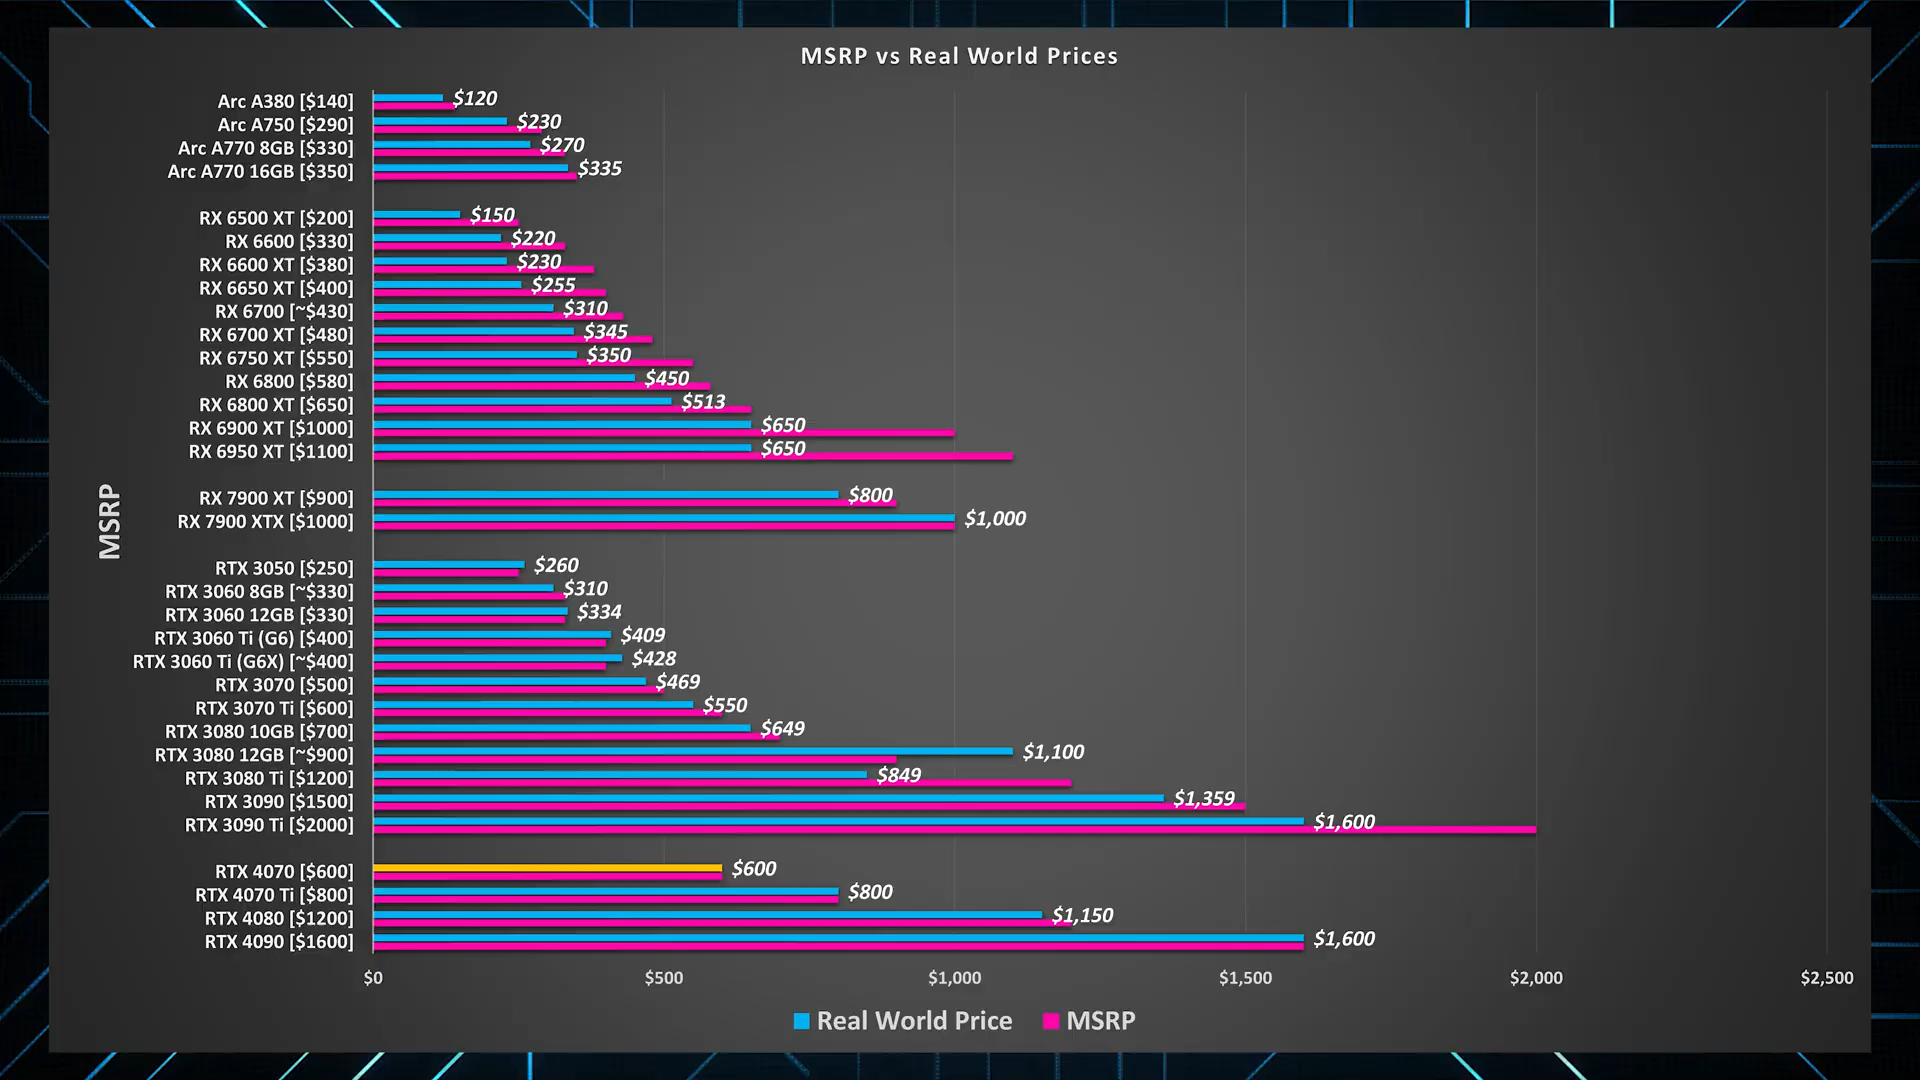 MSRP vs Real World Prices
Arc A380 [$140] $120
Arc A750 [$290] $230
Arc A770 8GB [$330] $270
Arc A770 16GB [$350] $335
RX 6500 XT [$200] $150
RX 6600 [$330] $220
RX 6600 XT [$380] $230
RX 6650 XT [$400] $255
RX 6700 [~$430] $310
RX 6700 XT [$480] $345
RX 6750 XT [$550] $350
RX 6800 [$580] $450
RX 6800 XT [$650] $513
RX 6900 XT [$1000] $650
RX 6950 XT [$1100] $650
MSRP
RX 7900 XT [$900] $800
RX 7900 XTX [$1000] $1,000
RTX 3050 [$250] $260
RTX 3060 8GB [~$330] $310
RTX 3060 12GB [$330] $334
RTX 3060 Ti (G6) [$400] $409
RTX 3060 Ti (G6X) [~$400] $428
RTX 3070 [$500] $469
RTX 3070 Ti [$600] $550
RTX 3080 10GB [$700] $649
RTX 3080 12GB [~$900] $1,100
RTX 3080 Ti [$1200] $849
RTX 3090 [$1500] $1,359
RTX 3090 Ti [$2000] $1,600
RTX 4070 [$600] $600
RTX 4070 Ti [$800] $800
RTX 4080 [$1200] $1,150
RTX 4090 [$1600] $1,600
$0 $500 $1,000 $1,500 $2,000 $2,500
Real World Price MSRP